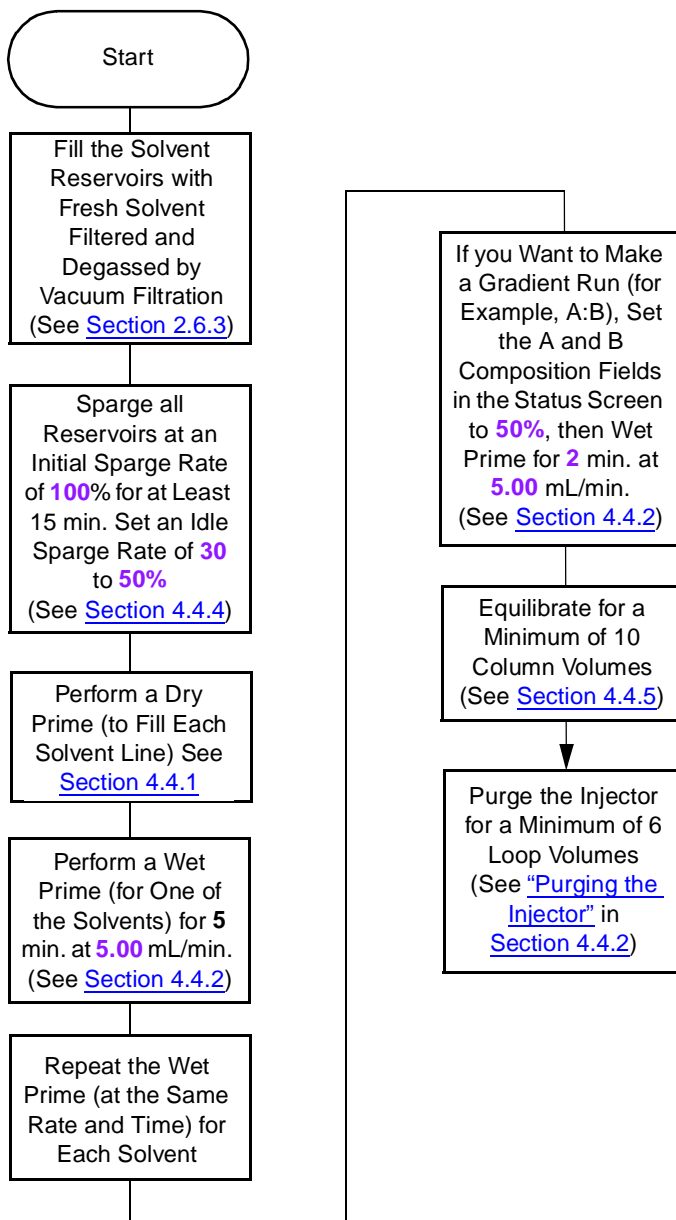 Start
Fill the Solvent
Reservoirs with
Fresh Solvent
Filtered and
Degassed by
Vacuum Filtration
(See Section 2.6.3)
Sparge all
Reservoirs at an
Initial Sparge Rate
of 100% for at Least
15 min. Set an Idle
Sparge Rate of 30
to 50%
(See Section 4.4.4)
Perform a Dry
Prime (to Fill Each
Solvent Line) See
Section 4.4.1
Perform a Wet
Prime (for One of
the Solvents) for 5
min. at 5.00 mL/min.
(See Section 4.4.2)
Repeat the Wet
Prime (at the Same
Rate and Time) for
Each Solvent
If you Want to Make
a Gradient Run (for
Example, A:B), Set
the A and B
Composition Fields
in the Status Screen
to 50%, then Wet
Prime for 2 min. at
5.00 mL/min.
(See Section 4.4.2)
Equilibrate for a
Minimum of 10
Column Volumes
(See Section 4.4.5)
Purge the Injector
for a Minimum of 6
Loop Volumes
(See “Purging the
Injector” in
Section 4.4.2)